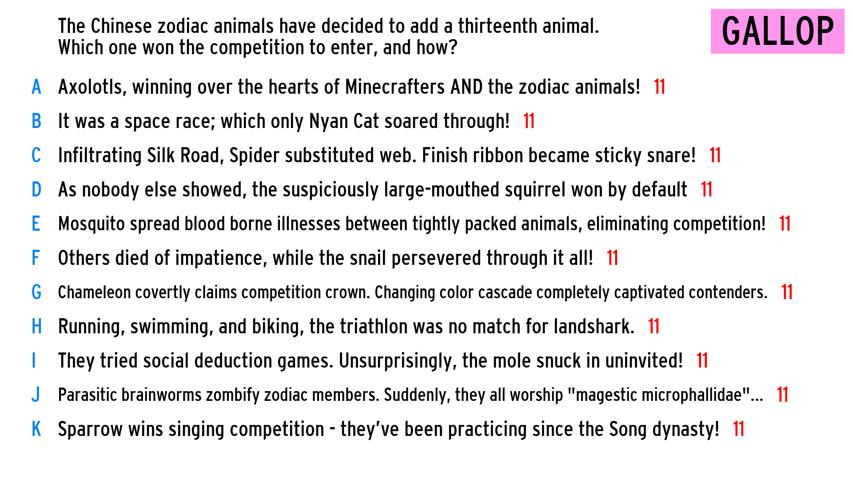 The Chinese zodiac animals have decided to add a thirteenth animal.
Which one won the competition to enter, and how?
GALLOP
A Axolotls, winning over the hearts of Minecrafters AND the zodiac animals! 11
B It was a space race; which only Nyan Cat soared through! 11
C Infiltrating Silk Road, Spider substituted web. Finish ribbon became sticky snare! 11
D As nobody else showed, the suspiciously large-mouthed squirrel won by default 11
E Mosquito spread blood borne illnesses between tightly packed animals, eliminating competition! 11
F Others died of impatience, while the snail persevered through it all! 11
G Chameleon covertly claims competition crown. Changing color cascade completely captivated contenders. 11
H Running, swimming, and biking, the triathlon was no match for landshark. 11
I They tried social deduction games. Unsurprisingly, the mole snuck in uninvited! 11
J Parasitic brainworms zombify zodiac members. Suddenly, they all worship "magestic microphallidae"... 11
K Sparrow wins singing competition - they've been practicing since the Song dynasty! 11